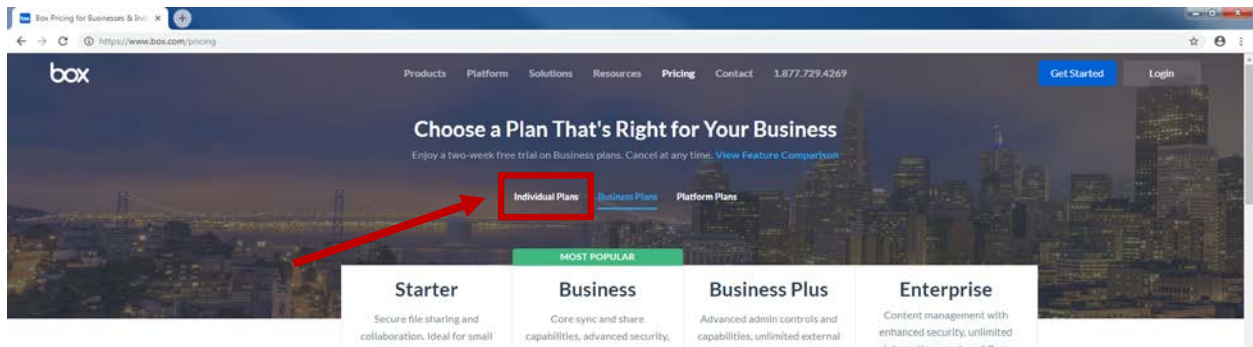 Box Pricing for Businesses & Indi
https://www.box.com/pricing
box
Products Platform Solutions Resources Pricing Contact 1.877.729.4269 Get Started Login
Choose a Plan That's Right for Your Business
Enjoy a two-week free trial on Business plans. Cancel at any time. View Feature Comparison
Individual Plans Business Plans Platform Plans
MOST POPULAR
Starter Business Business Plus Enterprise
Secure file sharing and Core sync and share Advanced admin controls and Content management with
collaboration. Ideal for small capabilities, advanced security, capabilities, unlimited external enhanced security, unlimited